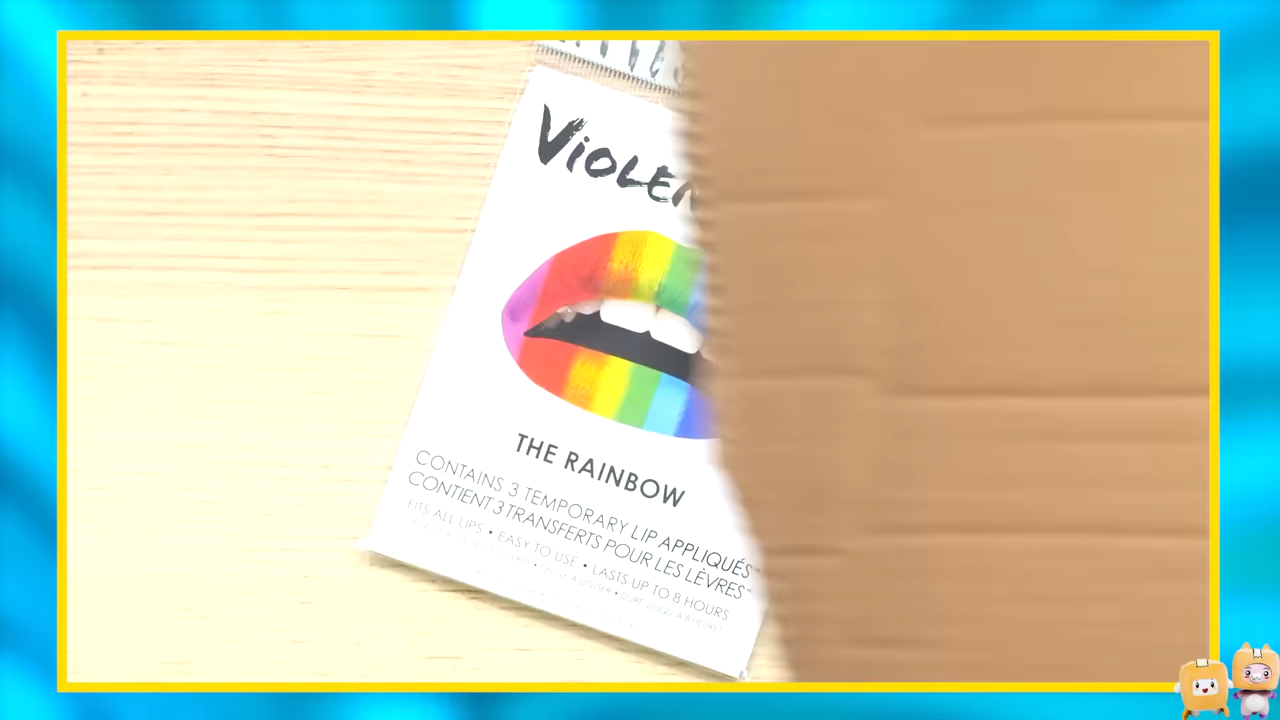 VIOLEN
THE RAINBOW
CONTAINS 3 TEMPORARY LIP APPLIQUÉS™
CONTIENT 3 TRANSFERTS POUR LES LÈVRES
FITS ALL LIPS • EASY TO USE • LASTS UP TO 8 HOURS